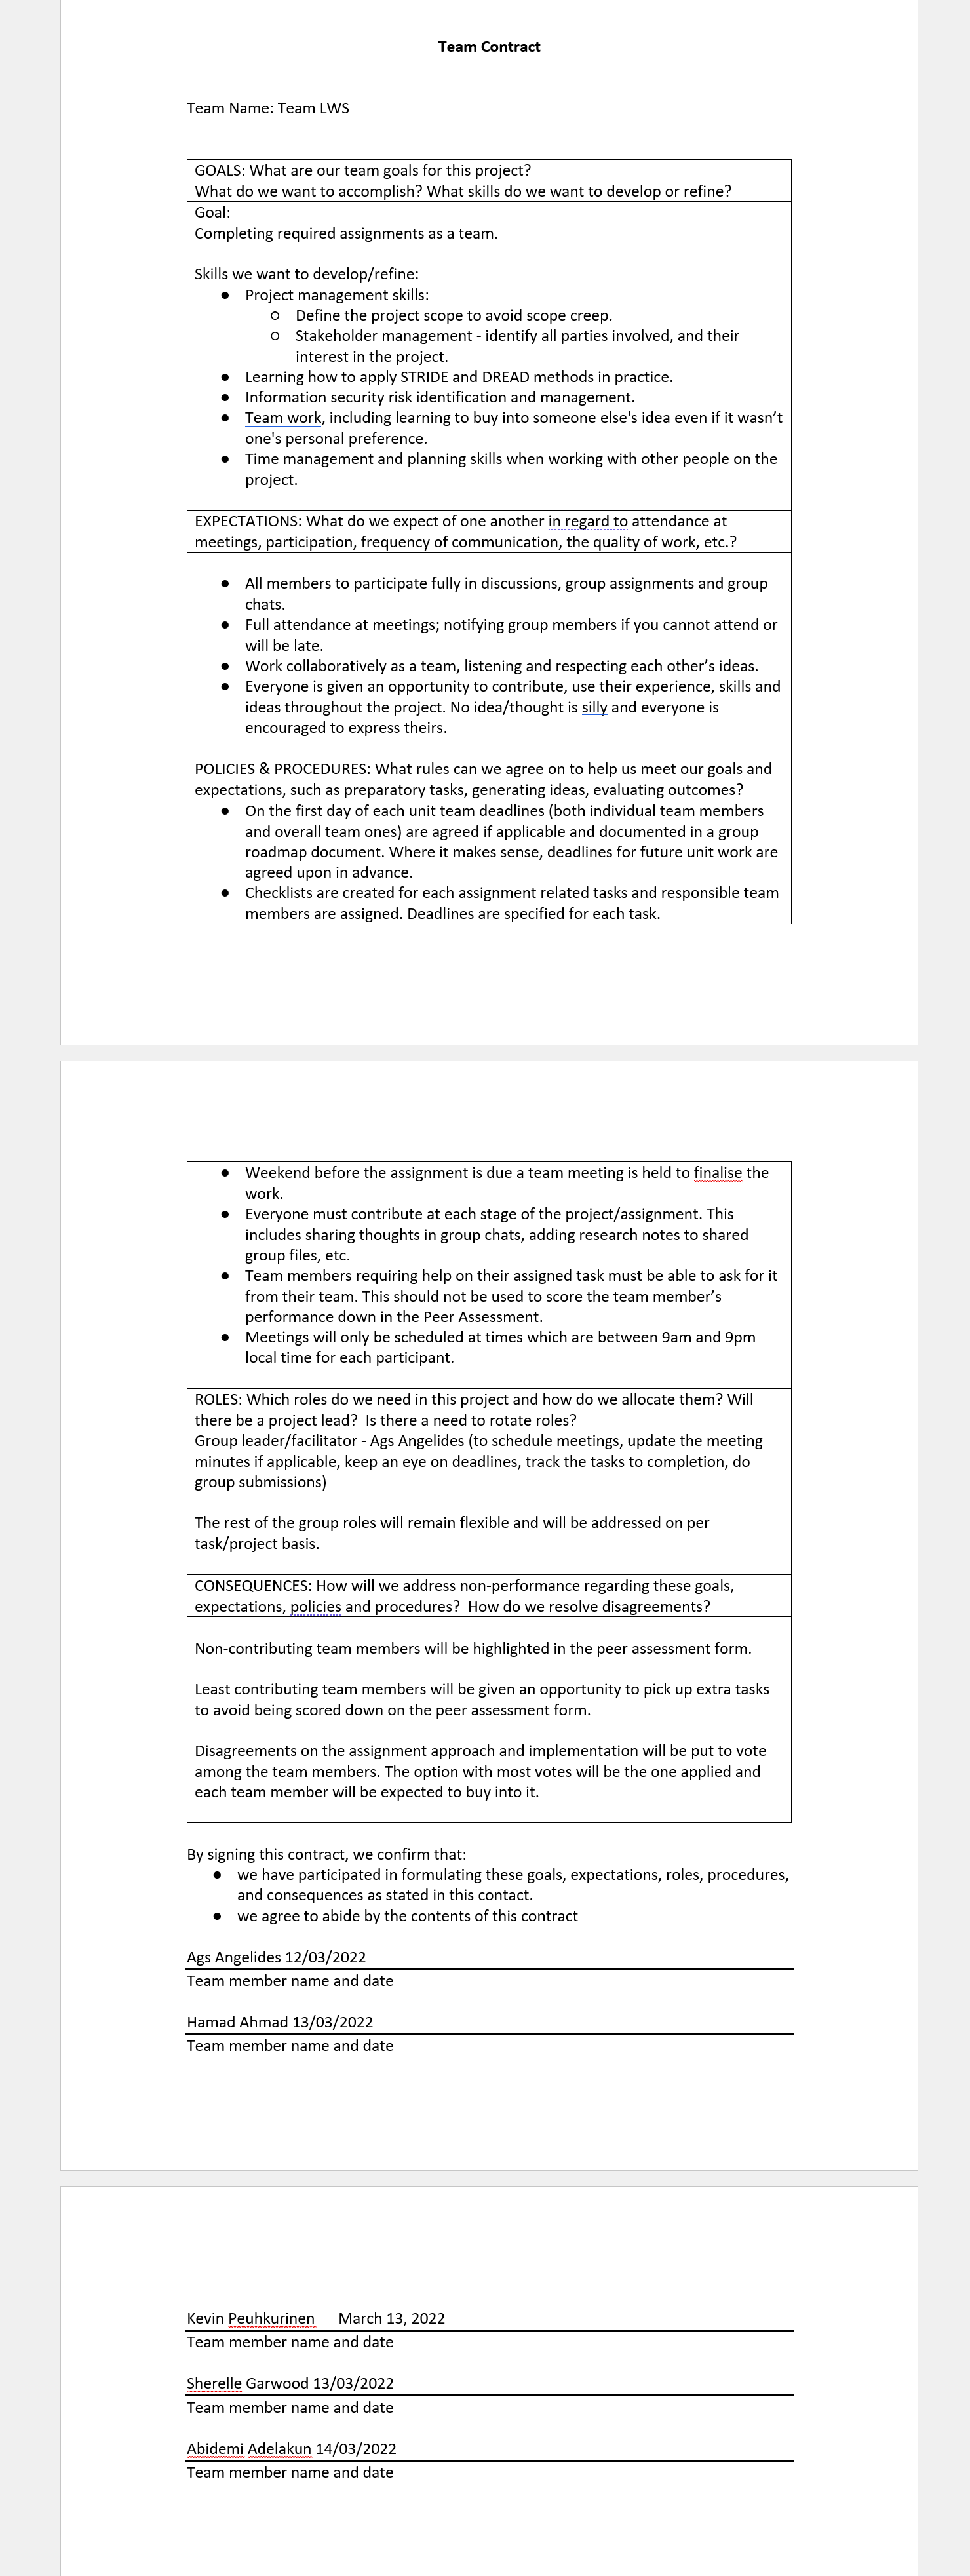 Team Contract
Team Name: Team LWS
GOALS: What are our team goals for this project?
What do we want to accomplish? What skills do we want to develop or refine?
Goal:
Completing required assignments as a team.
Skills we want to develop/refine:
● Project management skills:
○ Define the project scope to avoid scope creep.
○ Stakeholder management - identify all parties involved, and their
interest in the project.
● Learning how to apply STRIDE and DREAD methods in practice.
● Information security risk identification and management.
● Team work, including learning to buy into someone else's idea even if it wasn’t
one's personal preference.
● Time management and planning skills when working with other people on the
project.
EXPECTATIONS: What do we expect of one another in regard to attendance at
meetings, participation, frequency of communication, the quality of work, etc.?
● All members to participate fully in discussions, group assignments and group
chats.
● Full attendance at meetings; notifying group members if you cannot attend or
will be late.
● Work collaboratively as a team, listening and respecting each other’s ideas.
● Everyone is given an opportunity to contribute, use their experience, skills and
ideas throughout the project. No idea/thought is silly and everyone is
encouraged to express theirs.
POLICIES & PROCEDURES: What rules can we agree on to help us meet our goals and
expectations, such as preparatory tasks, generating ideas, evaluating outcomes?
● On the first day of each unit team deadlines (both individual team members
and overall team ones) are agreed if applicable and documented in a group
roadmap document. Where it makes sense, deadlines for future unit work are
agreed upon in advance.
● Checklists are created for each assignment related tasks and responsible team
members are assigned. Deadlines are specified for each task.
● Weekend before the assignment is due a team meeting is held to finalise the
work.
● Everyone must contribute at each stage of the project/assignment. This
includes sharing thoughts in group chats, adding research notes to shared
group files, etc.
● Team members requiring help on their assigned task must be able to ask for it
from their team. This should not be used to score the team member’s
performance down in the Peer Assessment.
● Meetings will only be scheduled at times which are between 9am and 9pm
local time for each participant.
ROLES: Which roles do we need in this project and how do we allocate them? Will
there be a project lead?  Is there a need to rotate roles?
Group leader/facilitator - Ags Angelides (to schedule meetings, update the meeting
minutes if applicable, keep an eye on deadlines, track the tasks to completion, do
group submissions)
The rest of the group roles will remain flexible and will be addressed on per
task/project basis.
CONSEQUENCES: How will we address non-performance regarding these goals,
expectations, policies and procedures?  How do we resolve disagreements?
Non-contributing team members will be highlighted in the peer assessment form.
Least contributing team members will be given an opportunity to pick up extra tasks
to avoid being scored down on the peer assessment form.
Disagreements on the assignment approach and implementation will be put to vote
among the team members. The option with most votes will be the one applied and
each team member will be expected to buy into it.
By signing this contract, we confirm that:
● we have participated in formulating these goals, expectations, roles, procedures,
and consequences as stated in this contact.
● we agree to abide by the contents of this contract
Ags Angelides 12/03/2022
Team member name and date
Hamad Ahmad 13/03/2022
Team member name and date
Kevin Peuhkurinen March 13, 2022
Team member name and date
Sherelle Garwood 13/03/2022
Team member name and date
Abidemi Adelakun 14/03/2022
Team member name and date